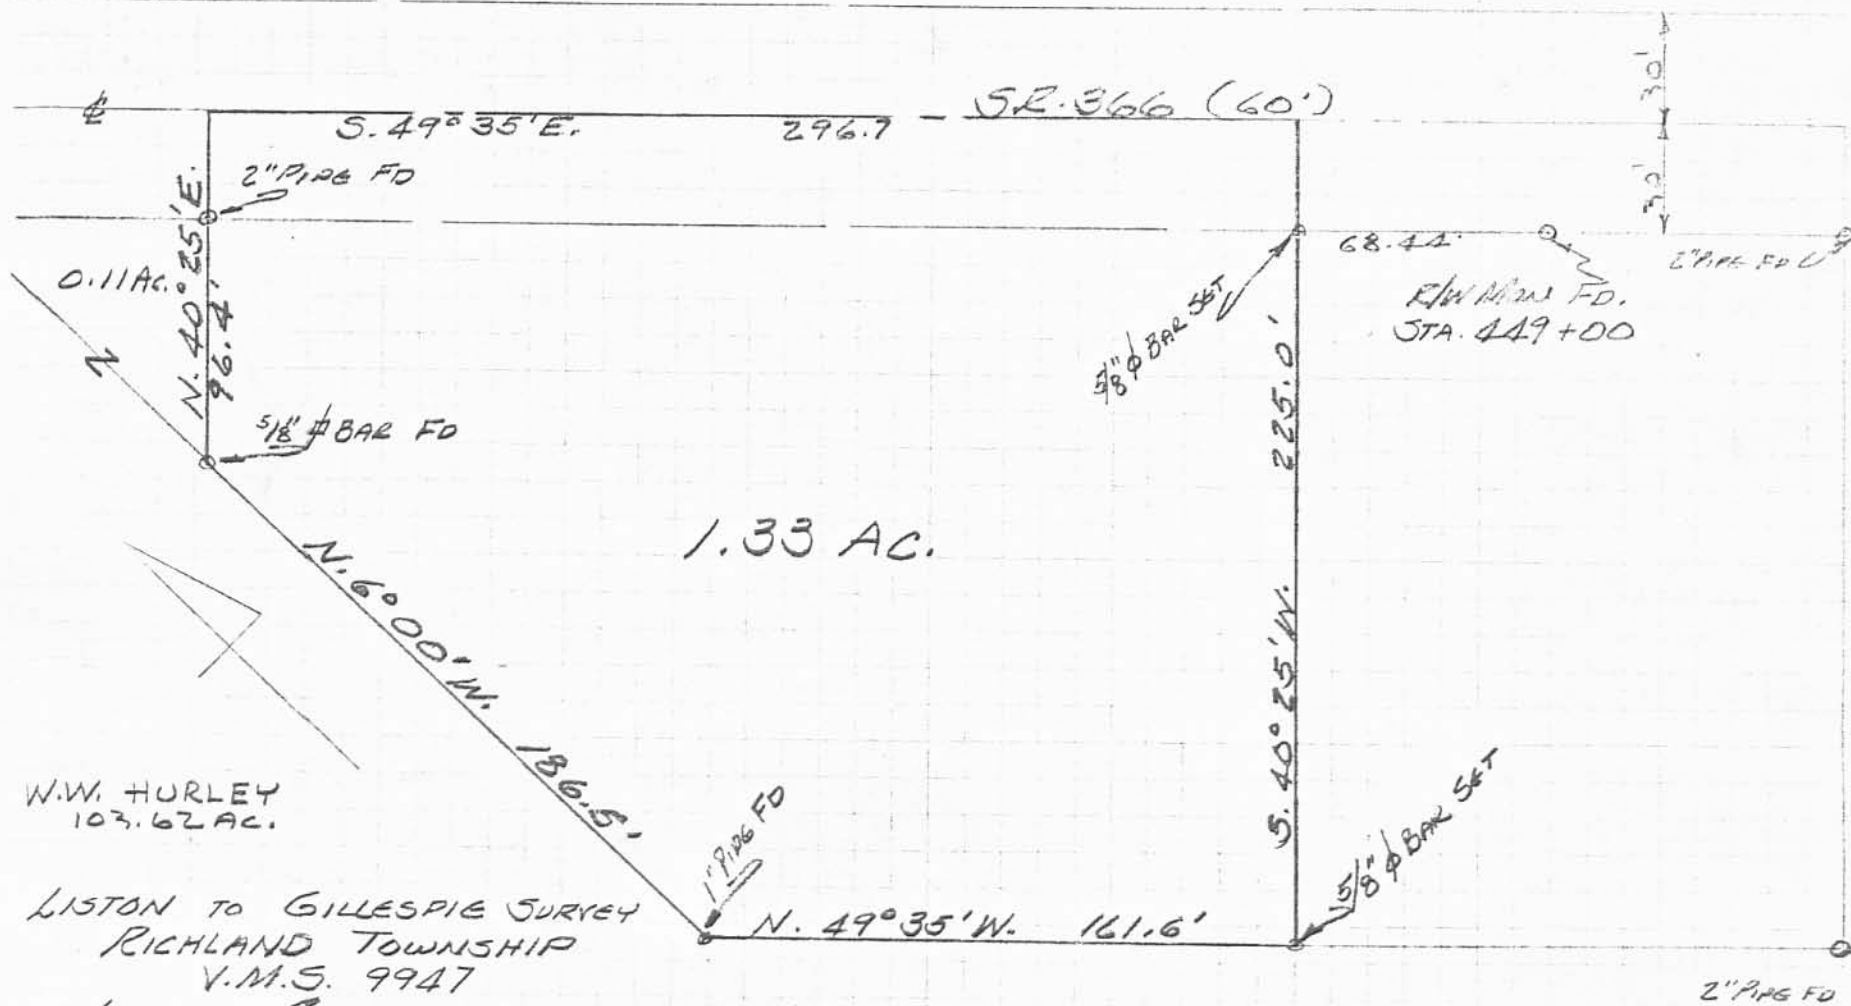 SR. 366 (60')
30'
30'
℄
S. 49° 35' E. 296.7
2" PIPE FD
N. 40° 25' E.
96.4'
0.11 Ac.
N
5/8" ϕ BAR FD
5/8" ϕ BAR SET
68.44'
R/W MON FD.
STA. 449+00
2" PIPE FD
1.33 AC.
225.0'
S. 40° 25' W.
N. 6° 00' W. 186.5'
W.W. HURLEY
103.62 AC.
1" PIPE FD
5/8" ϕ BAR SET
N. 49° 35' W. 161.6'
LISTON TO GILLESPIE SURVEY
RICHLAND TOWNSHIP
V.M.S. 9947
2" PIPE FD